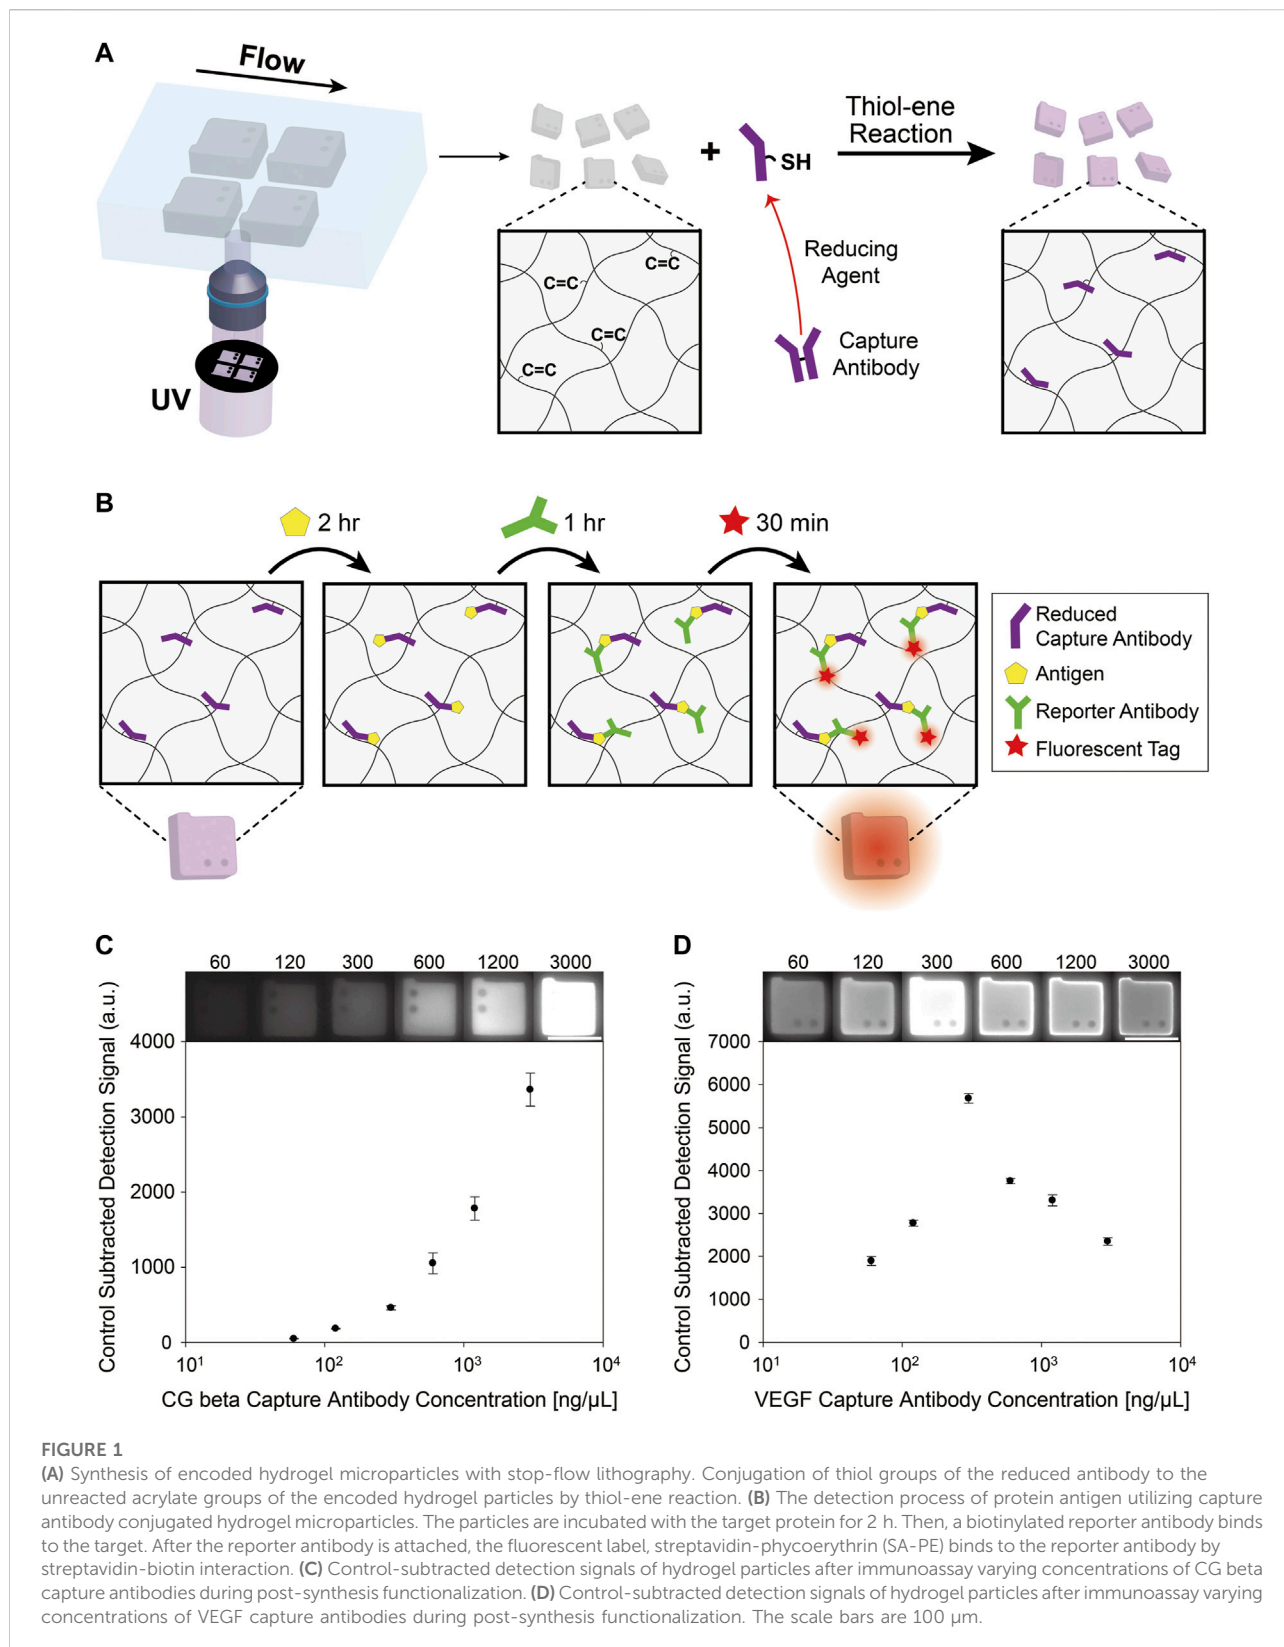 A
Flow
UV
C=C
C=C
C=C
C=C
+
SH
Reducing
Agent
Capture
Antibody
Thiol-ene
Reaction
B
2 hr
1 hr
30 min
Reduced
Capture Antibody
Antigen
Reporter Antibody
Fluorescent Tag
C
60 120 300 600 1200 3000
Control Subtracted Detection Signal (a.u.)
4000
3000
2000
1000
0
10¹ 10² 10³ 10⁴
CG beta Capture Antibody Concentration [ng/µL]
D
60 120 300 600 1200 3000
Control Subtracted Detection Signal (a.u.)
7000
6000
5000
4000
3000
2000
1000
0
10¹ 10² 10³ 10⁴
VEGF Capture Antibody Concentration [ng/µL]
FIGURE 1
(A) Synthesis of encoded hydrogel microparticles with stop-flow lithography. Conjugation of thiol groups of the reduced antibody to the
unreacted acrylate groups of the encoded hydrogel particles by thiol-ene reaction. (B) The detection process of protein antigen utilizing capture
antibody conjugated hydrogel microparticles. The particles are incubated with the target protein for 2 h. Then, a biotinylated reporter antibody binds
to the target. After the reporter antibody is attached, the fluorescent label, streptavidin-phycoerythrin (SA-PE) binds to the reporter antibody by
streptavidin-biotin interaction. (C) Control-subtracted detection signals of hydrogel particles after immunoassay varying concentrations of CG beta
capture antibodies during post-synthesis functionalization. (D) Control-subtracted detection signals of hydrogel particles after immunoassay varying
concentrations of VEGF capture antibodies during post-synthesis functionalization. The scale bars are 100 µm.